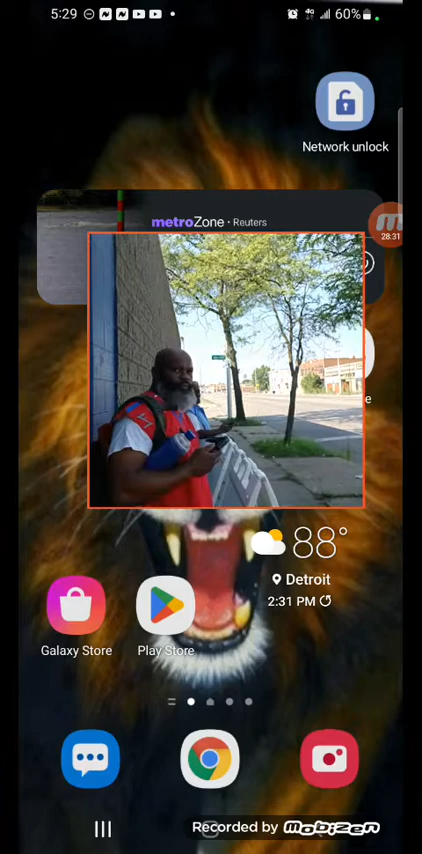 5:29
4G
60%
Network unlock
metroZone · Reuters
28:31
e
88°
Detroit
2:31 PM
Galaxy Store
Play Store
Recorded by MOBIZEN